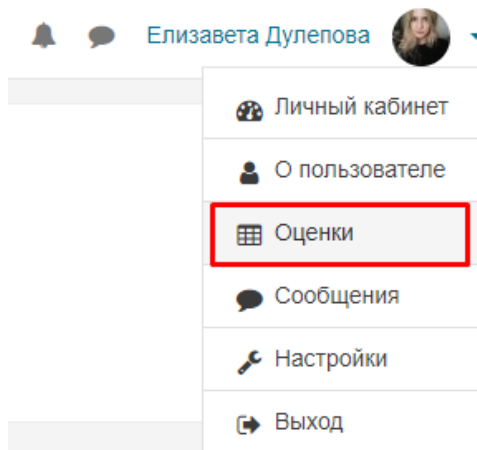 Елизавета Дулепова
Личный кабинет
О пользователе
Оценки
Сообщения
Настройки
Выход